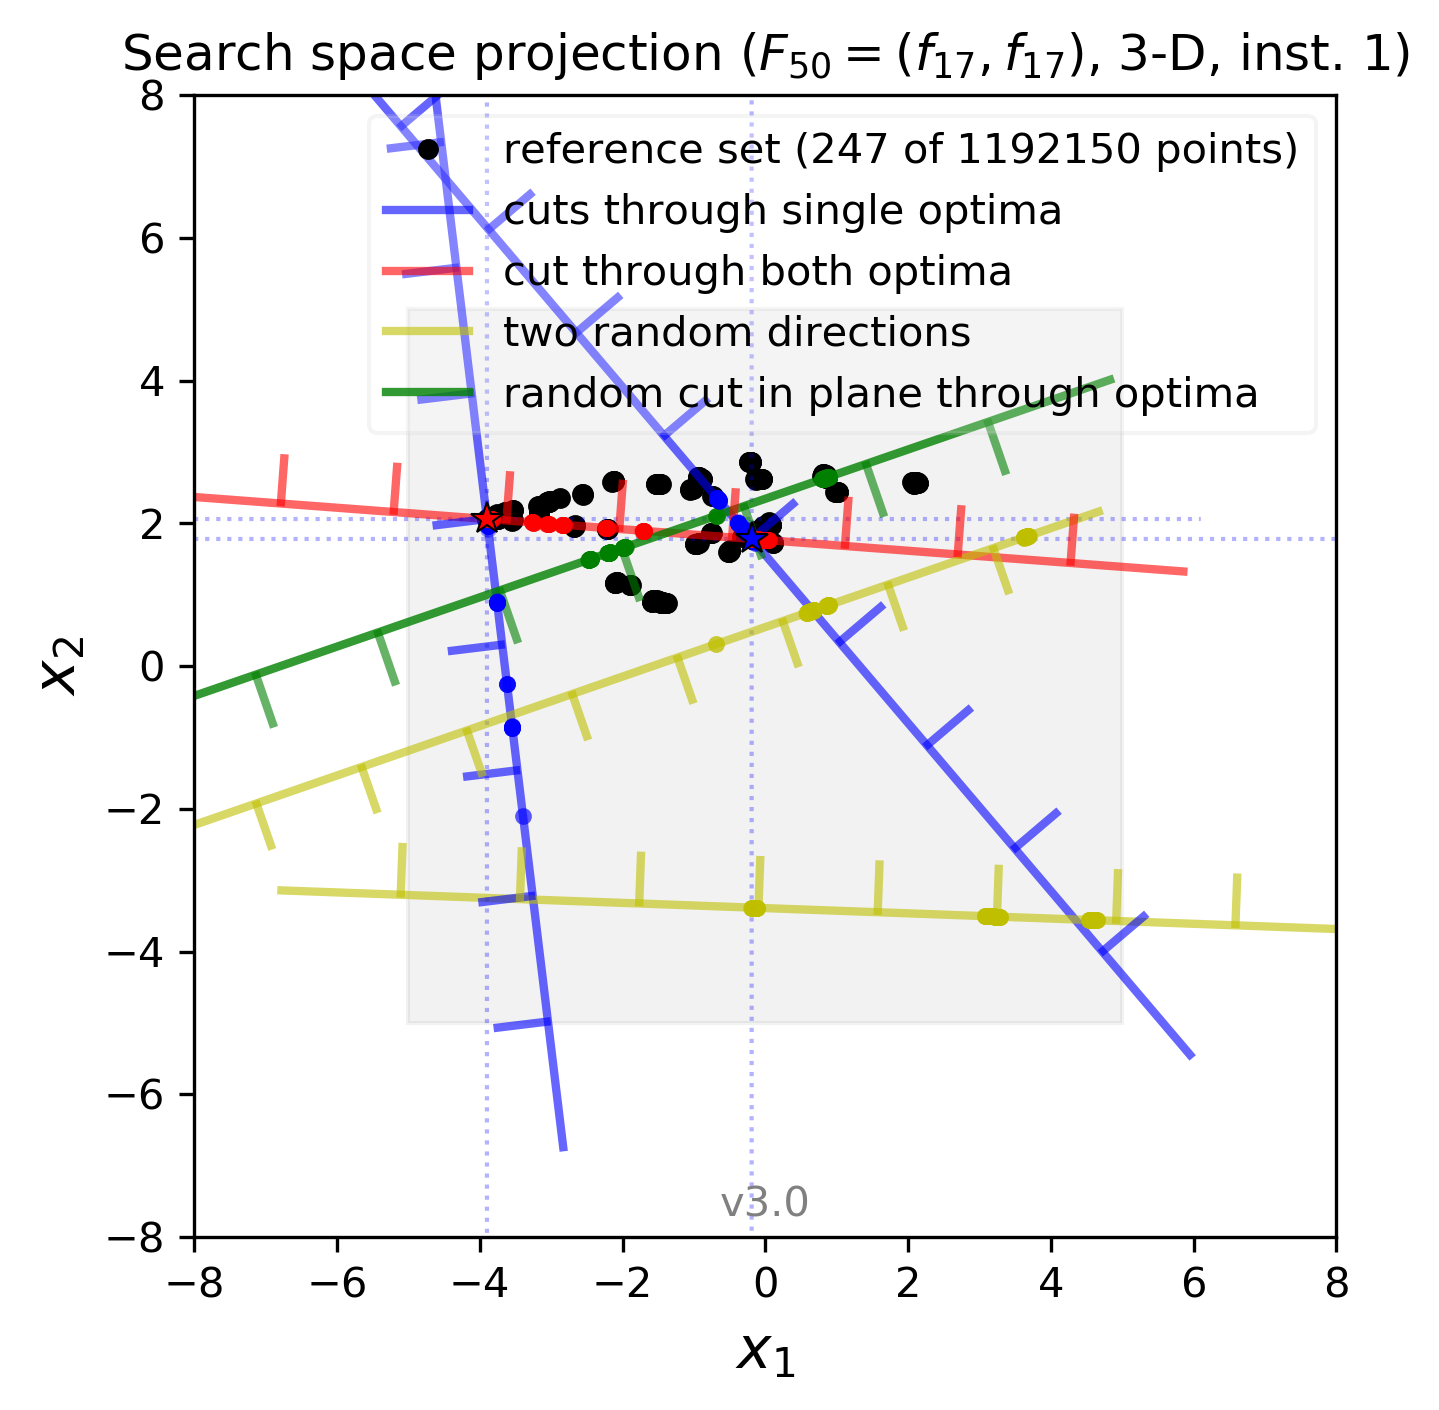 Search space projection (F₅₀ = (f₁₇, f₁₇), 3-D, inst. 1)
8
6
4
2
0
−2
−4
−6
−8
x₂
reference set (247 of 1192150 points)
cuts through single optima
cut through both optima
two random directions
random cut in plane through optima
v3.0
−8 −6 −4 −2 0 2 4 6 8
x₁